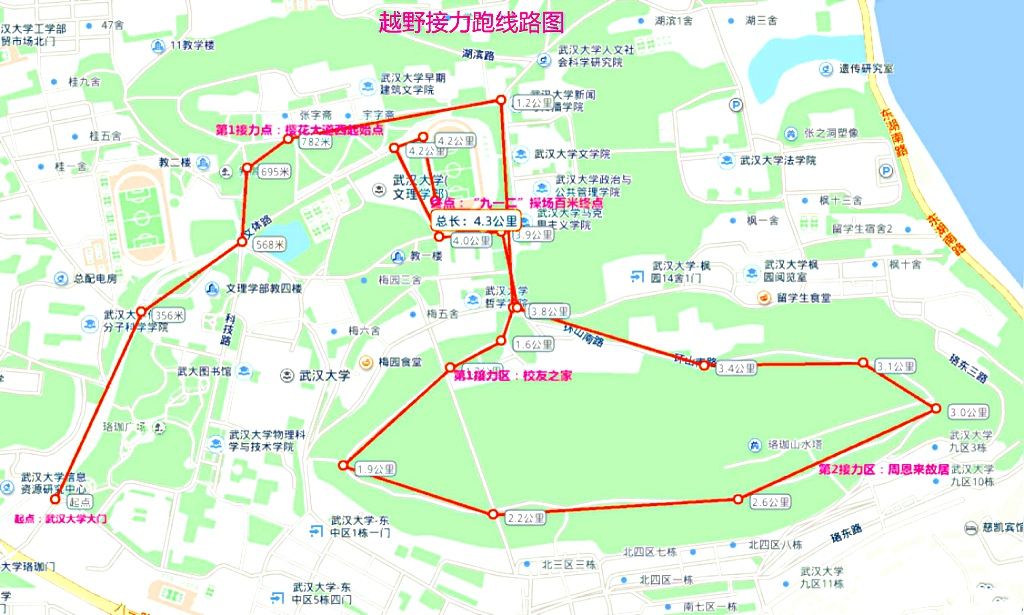 越野接力跑线路图
47舍
湖滨1舍
湖三舍
武汉大学工学部
贸市场北门
11教学楼
湖滨路
武汉大学人文社
会科学研究院
遗传研究室
桂九舍
武汉大学早期
建筑文学院
张字斋
宇字斋
1.2公里
武汉大学新闻
播学院
第1接力点：樱花大道西起始点
782米
4.2公里
4.2公里
东湖南路
张之洞塑像
桂五舍
桂一舍
教二楼
695米
武汉大学文学院
武汉大学法学院
武汉大学(
文理学部)
武汉大学政治与
公共管理学院
终点：“九一二”操场百米终点
枫十三舍
总长：4.3公里
武汉大学马克
思主义学院
枫一舍
留学生宿舍2
东湖南路
文体路
568米
4.0公里
3.9公里
教一楼
总配电房
文理学部教四楼
梅园三舍
武汉大学-枫
园14舍1门
武汉大学枫
园阅览室
枫十舍
武汉大学
哲学学院
留学生食堂
356米
分子科学学院
科技路
梅六舍
梅五舍
3.8公里
环山南路
1.6公里
武大图书馆
武汉大学
梅园食堂
第1接力区：校友之家
环山南路
3.4公里
3.1公里
珞东三路
3.0公里
珞珈广场
武汉大学物理科
学与技术学院
珞珈山水塔
武汉大学
九区3栋
1.9公里
第2接力区：周恩来故居
武汉大学
九区10栋
武汉大学信息
资源研究中心
起点
起点：武汉大学大门
2.2公里
2.6公里
武汉大学-东
中区1栋一门
珞东路
慈凯宾馆
北四区七栋
北四区八栋
大学珞珈门
北三区三栋
北四区一栋
武汉大学
九区11栋
武汉大学-东
中区5栋四门
八一路
南七区一栋